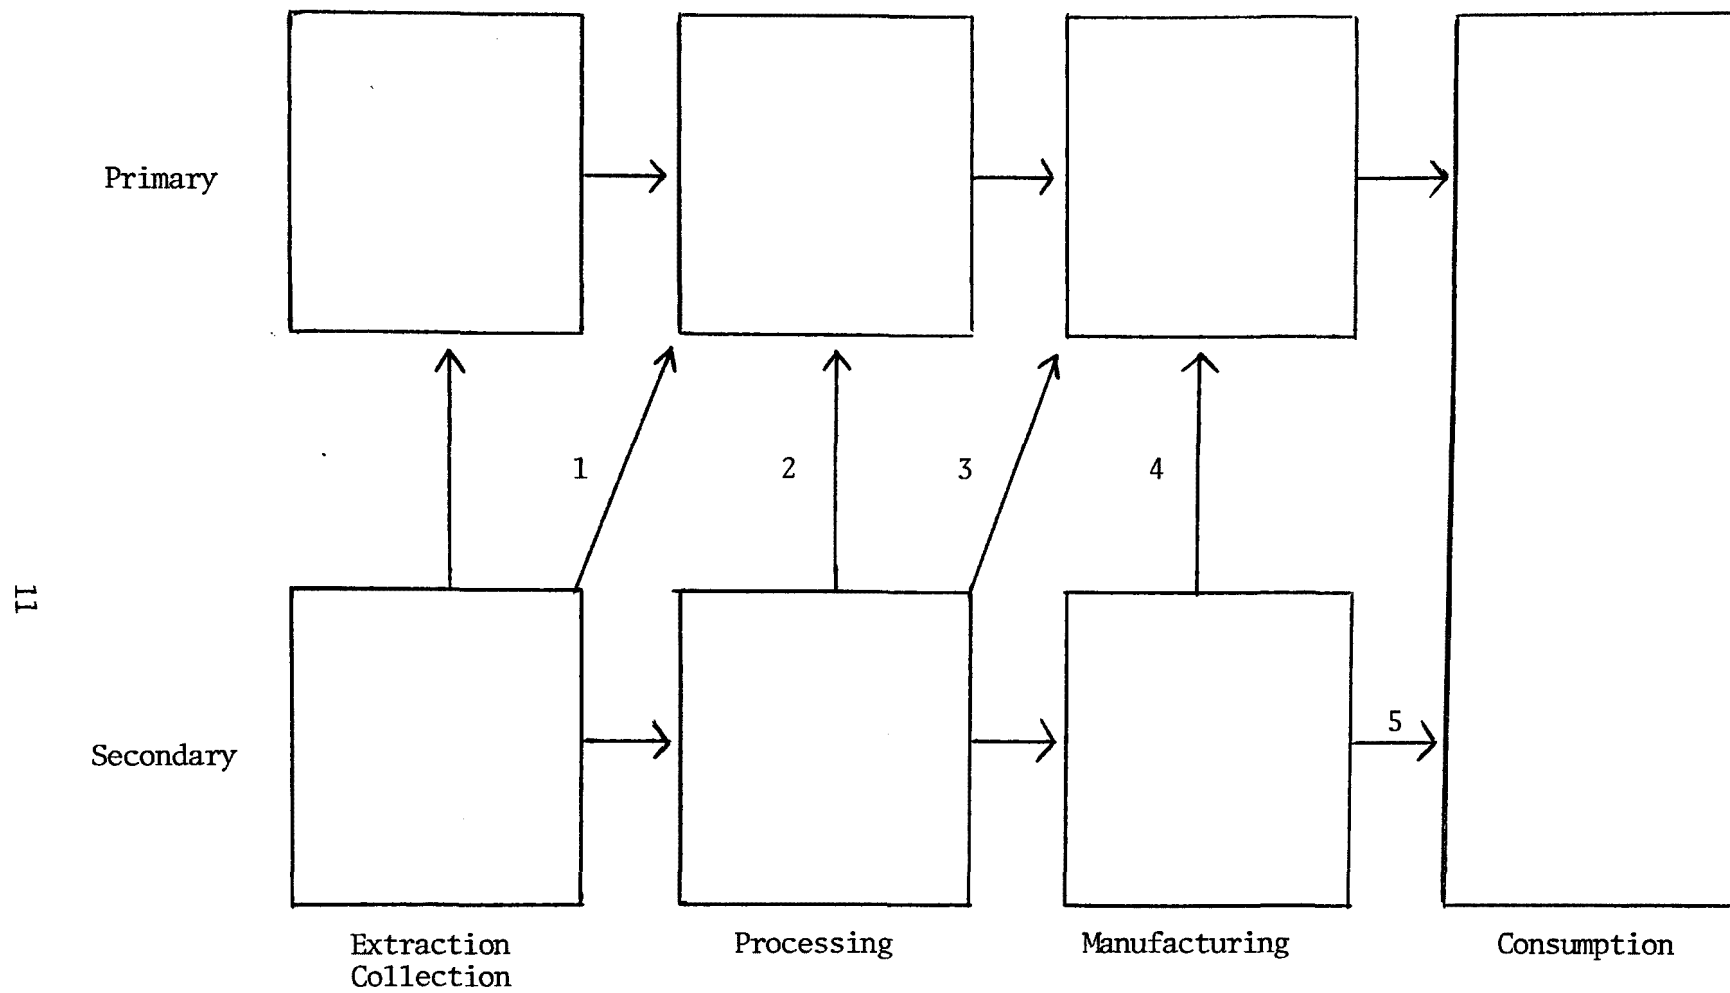 Primary
1
2
3
4
11
5
Secondary
Extraction
Collection
Processing
Manufacturing
Consumption